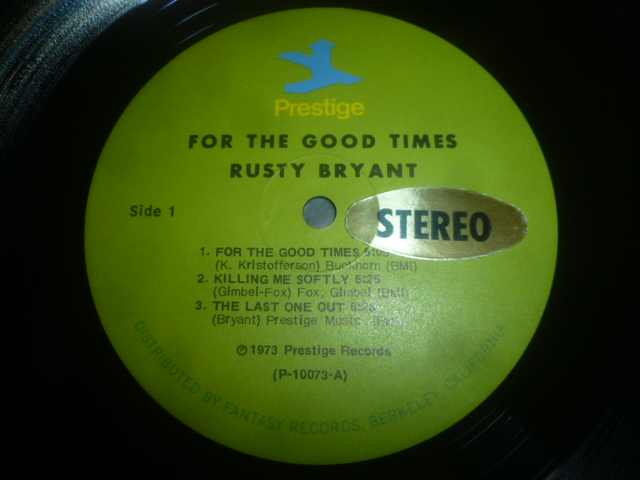 Prestige
FOR THE GOOD TIMES
RUSTY BRYANT
Side 1
STEREO
1. FOR THE GOOD TIMES
(K. Kristofferson) Buckhorn (BMI)
2. KILLING ME SOFTLY 5:25
(Gimbel-Fox) Fox, Gimbel (BMI)
3. THE LAST ONE OUT
(Bryant) Prestige Music
℗ 1973 Prestige Records
(P-10073-A)
DISTRIBUTED BY FANTASY RECORDS, BERKELEY, CALIFORNIA